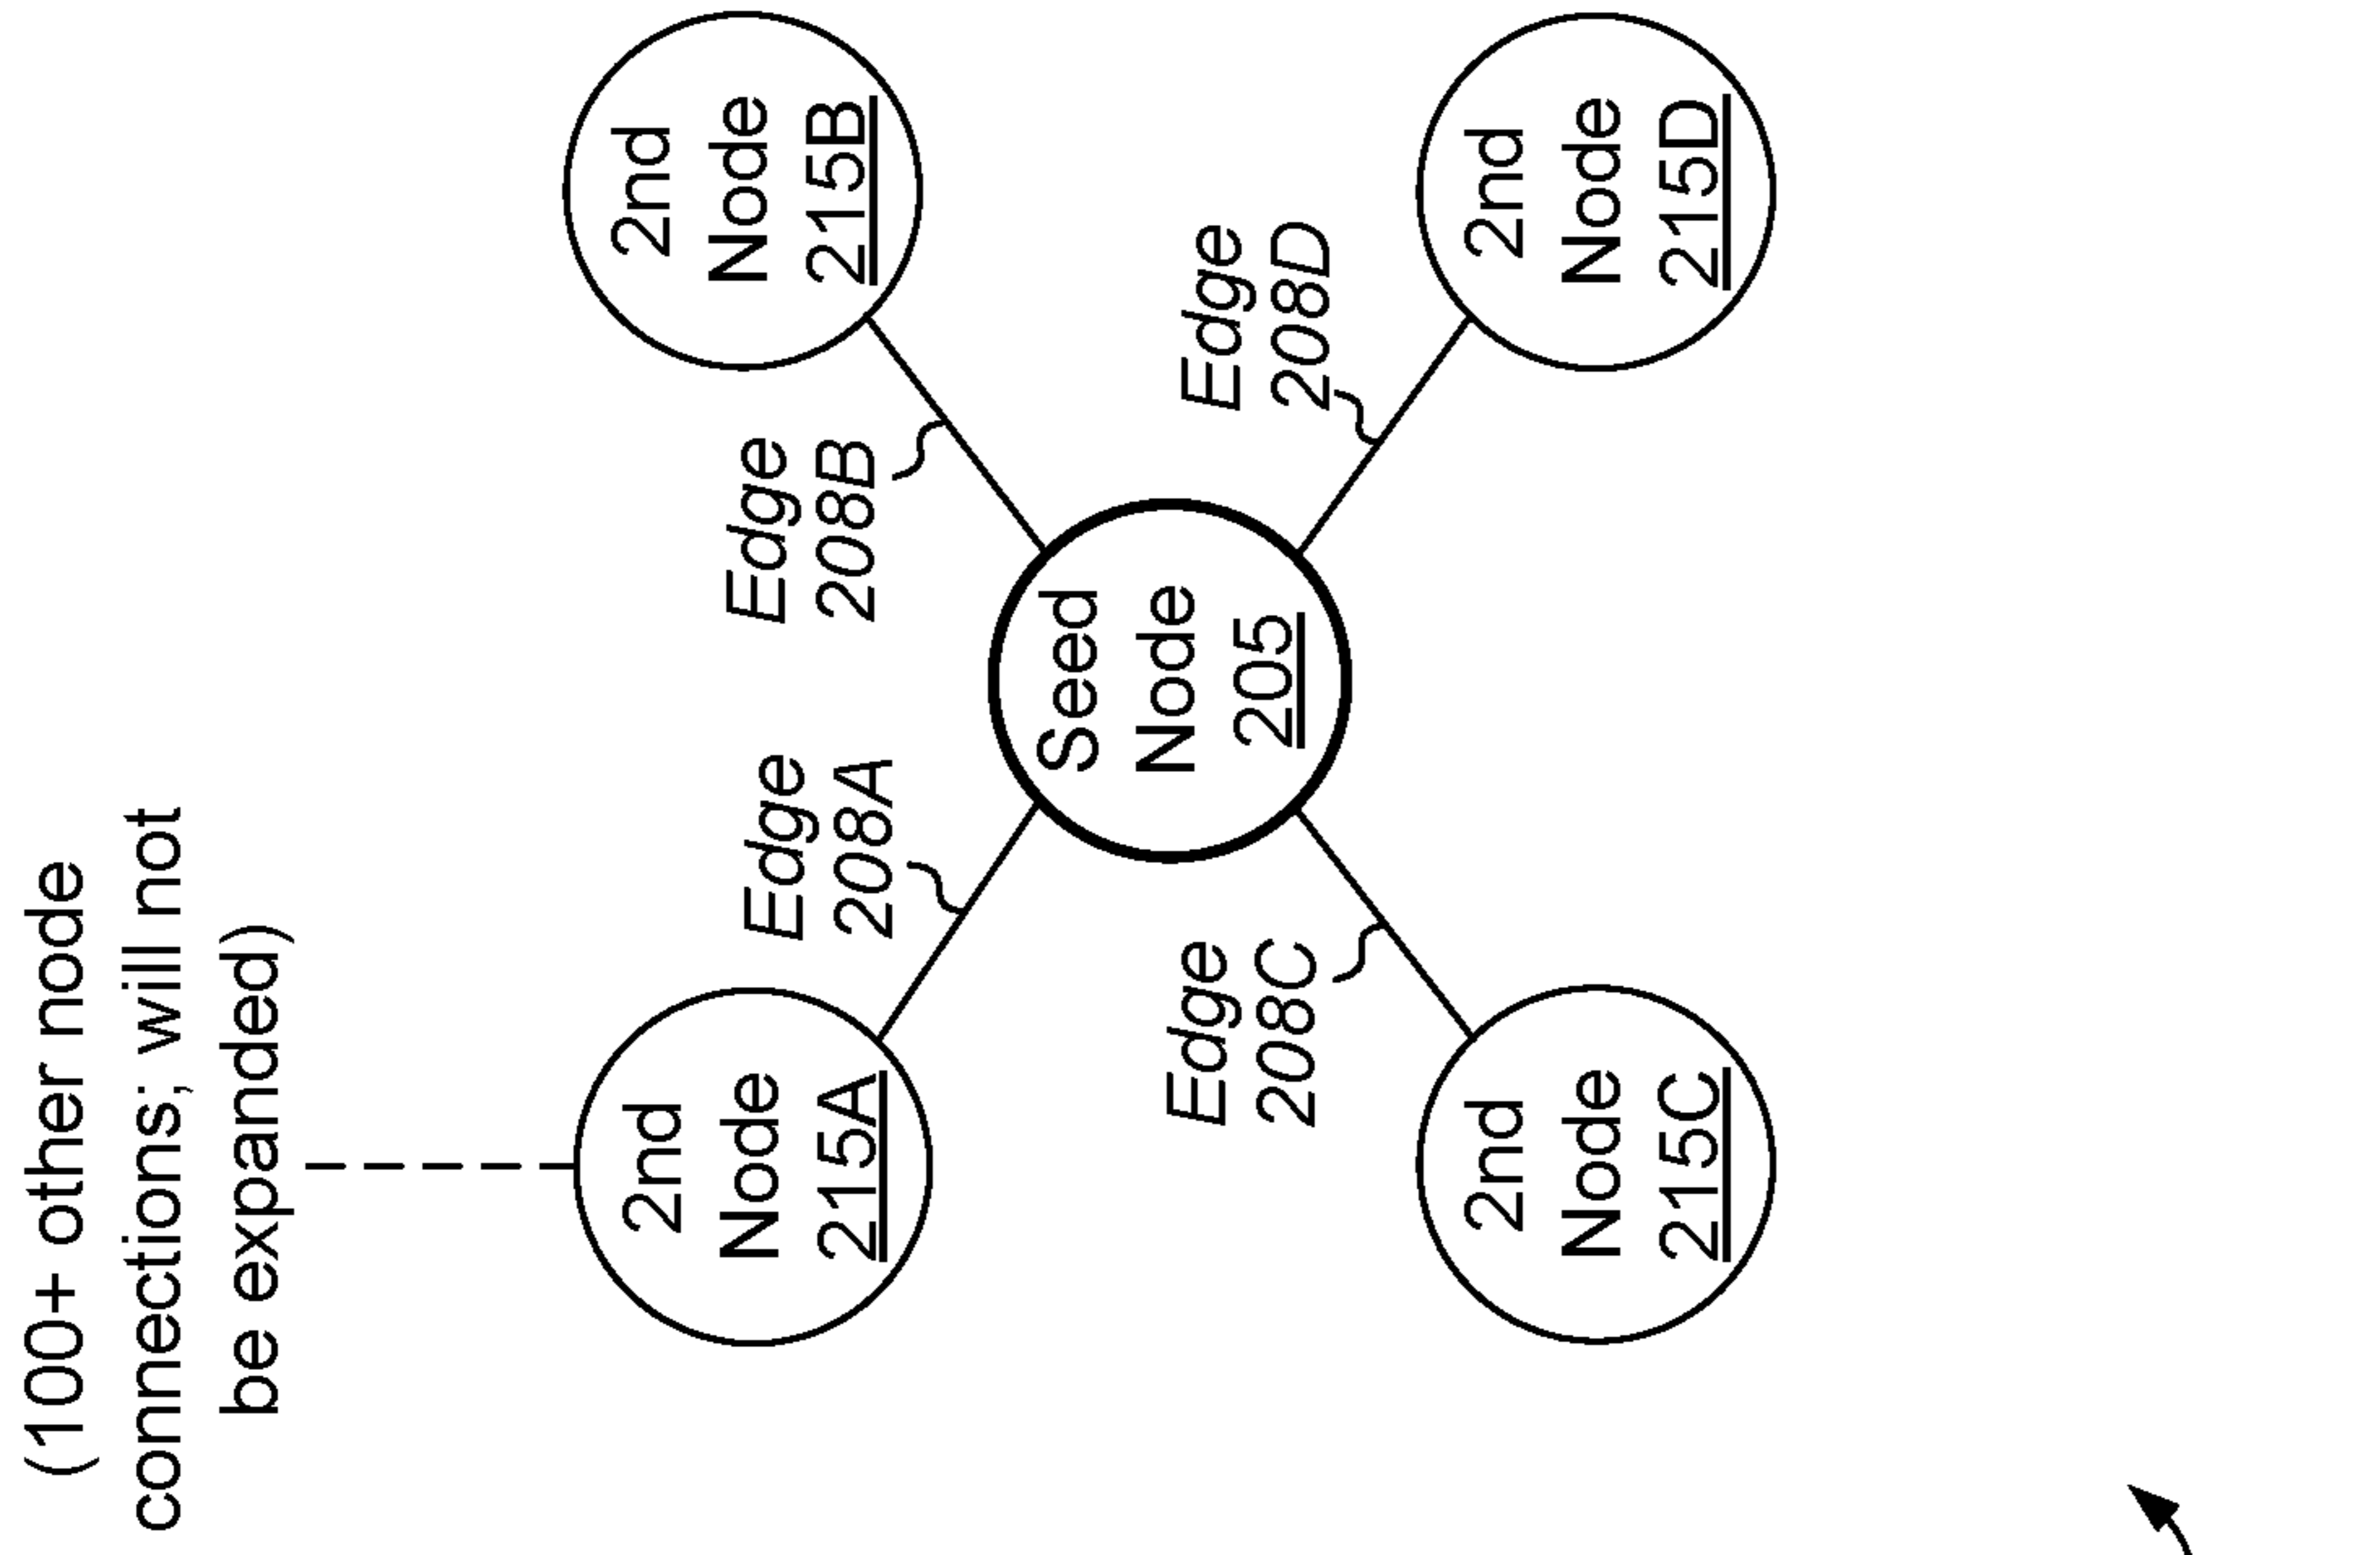 (100+ other node
connections; will not
be expanded)
2nd
Node
215A
Edge
208A
Edge
208B
2nd
Node
215B
Seed
Node
205
Edge
208C
Edge
208D
2nd
Node
215C
2nd
Node
215D